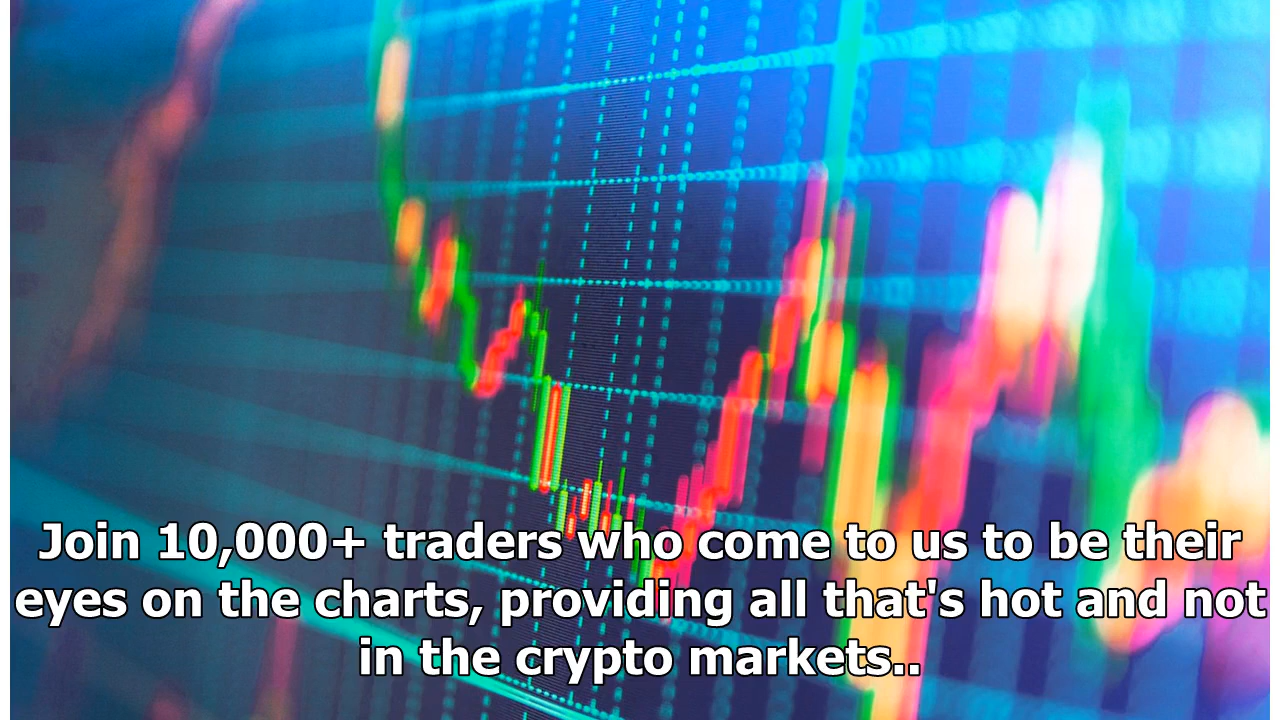 Join 10,000+ traders who come to us to be their
eyes on the charts, providing all that's hot and not
in the crypto markets..